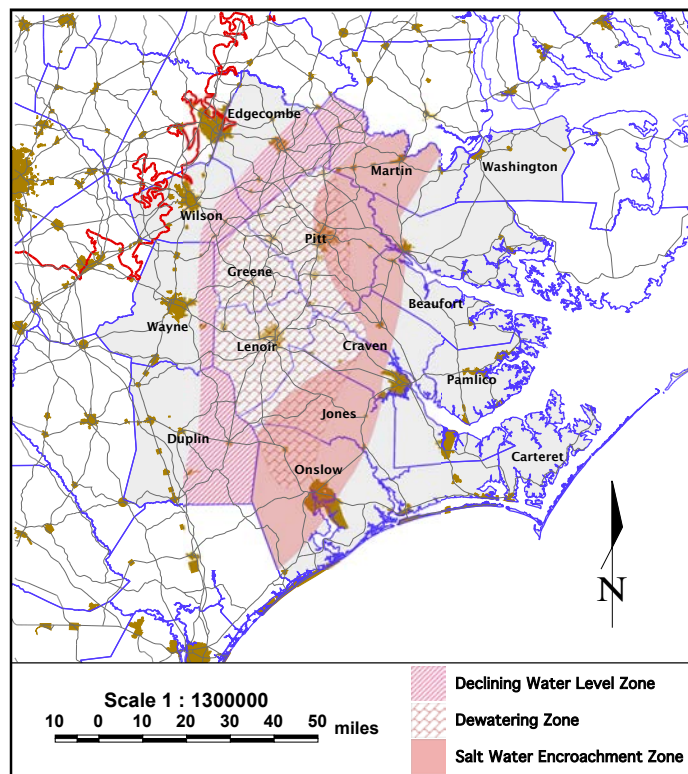 Edgecombe
Martin
Washington
Wilson
Pitt
Greene
Beaufort
Wayne
Lenoir
Craven
Pamlico
Jones
Duplin
Carteret
Onslow
N
Scale 1 : 1300000
10 0 10 20 30 40 50 miles
Declining Water Level Zone
Dewatering Zone
Salt Water Encroachment Zone